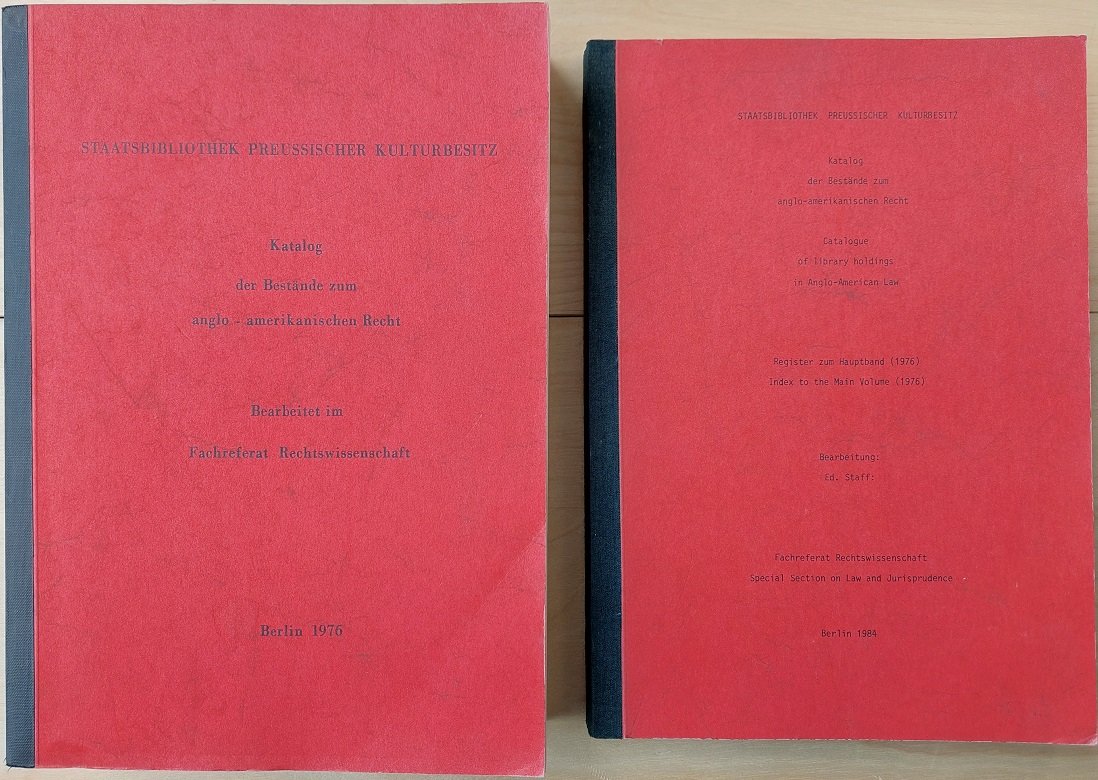 STAATSBIBLIOTHEK PREUSSISCHER KULTURBESITZ
Katalog
der Bestände zum
anglo - amerikanischen Recht
Bearbeitet im
Fachreferat Rechtswissenschaft
Berlin 1976
STAATSBIBLIOTHEK PREUSSISCHER KULTURBESITZ
Katalog
der Bestände zum
anglo-amerikanischen Recht
Catalogue
of library holdings
in Anglo-American Law
Register zum Hauptband (1976)
Index to the Main Volume (1976)
Bearbeitung:
Ed. Staff:
Fachreferat Rechtswissenschaft
Special Section on Law and Jurisprudence
Berlin 1984